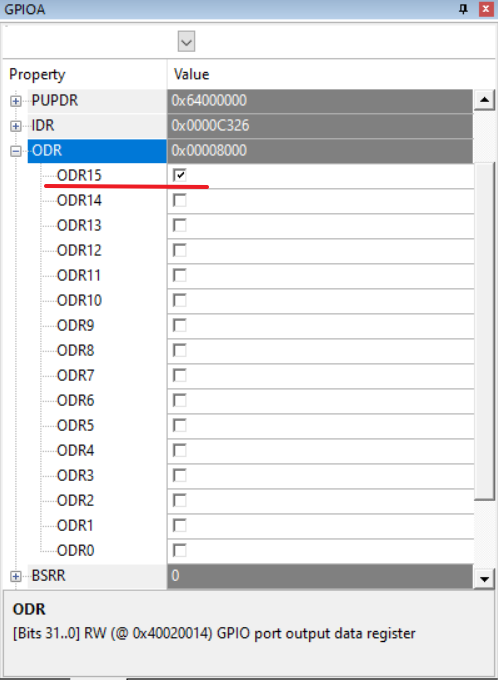 GPIOA
Property Value
PUPDR 0x64000000
IDR 0x0000C326
ODR 0x00008000
ODR15
ODR14
ODR13
ODR12
ODR11
ODR10
ODR9
ODR8
ODR7
ODR6
ODR5
ODR4
ODR3
ODR2
ODR1
ODR0
BSRR 0
ODR
[Bits 31..0] RW (@ 0x40020014) GPIO port output data register